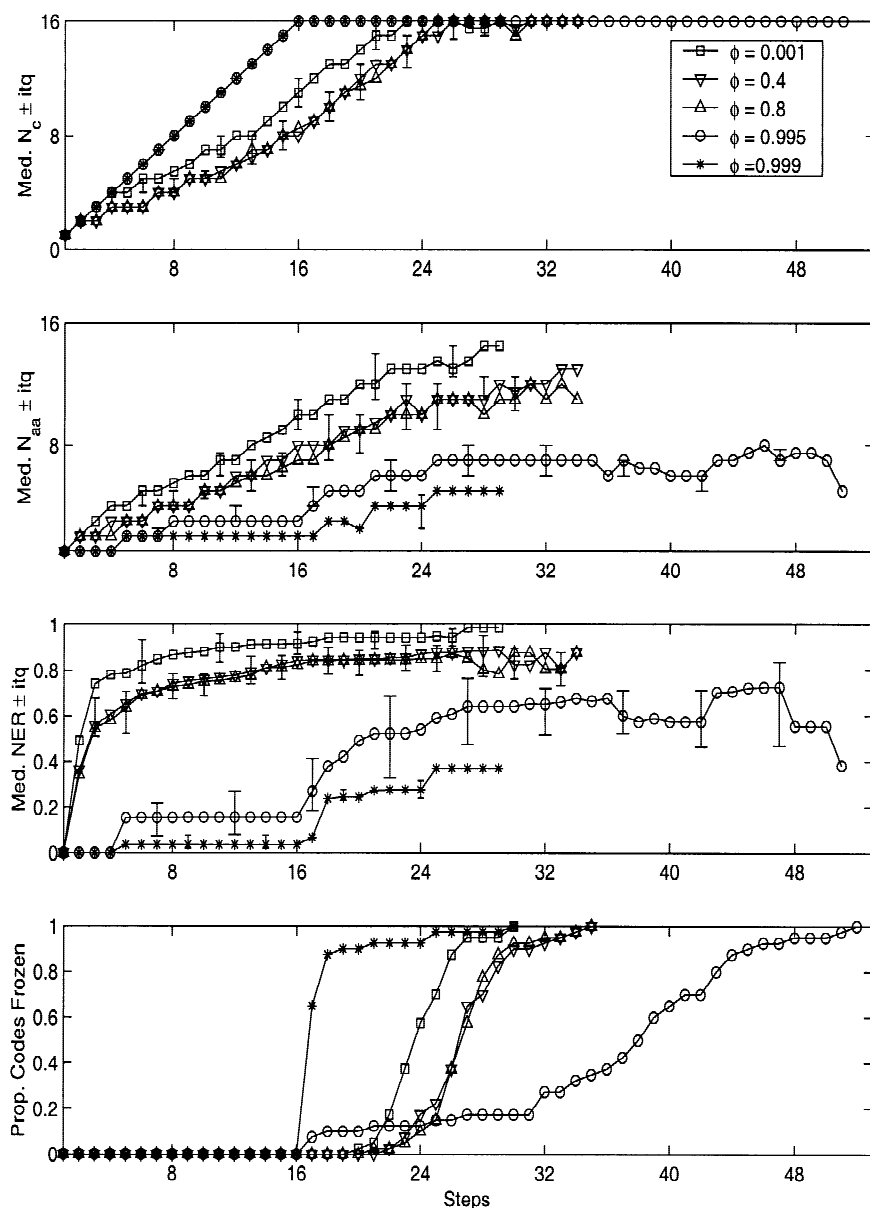 Med. Nc ± itq
16
8
0
8 16 24 32 40 48
φ = 0.001
φ = 0.4
φ = 0.8
φ = 0.995
φ =0.999
Med. Naa ± itq
16
8
8 16 24 32 40 48
Med. NER ± itq
1
0.8
0.6
0.4
0.2
0
8 16 24 32 40 48
Prop. Codes Frozen
1
0.8
0.6
0.4
0.2
0
8 16 24 32 40 48
Steps